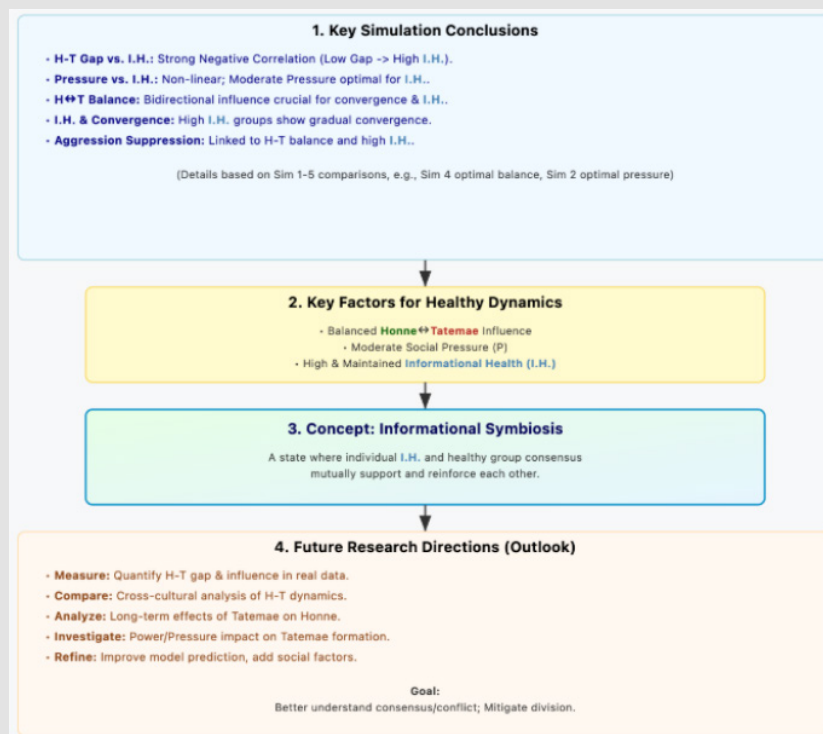 1. Key Simulation Conclusions
• H-T Gap vs. I.H.: Strong Negative Correlation (Low Gap -> High I.H.).
• Pressure vs. I.H.: Non-linear; Moderate Pressure optimal for I.H..
• H⇔T Balance: Bidirectional influence crucial for convergence & I.H..
• I.H. & Convergence: High I.H. groups show gradual convergence.
• Aggression Suppression: Linked to H-T balance and high I.H..
(Details based on Sim 1-5 comparisons, e.g., Sim 4 optimal balance, Sim 2 optimal pressure)
2. Key Factors for Healthy Dynamics
• Balanced Honne⇔Tatemae Influence
• Moderate Social Pressure (P)
• High & Maintained Informational Health (I.H.)
3. Concept: Informational Symbiosis
A state where individual I.H. and healthy group consensus
mutually support and reinforce each other.
4. Future Research Directions (Outlook)
• Measure: Quantify H-T gap & influence in real data.
• Compare: Cross-cultural analysis of H-T dynamics.
• Analyze: Long-term effects of Tatemae on Honne.
• Investigate: Power/Pressure impact on Tatemae formation.
• Refine: Improve model prediction, add social factors.
Goal:
Better understand consensus/conflict; Mitigate division.